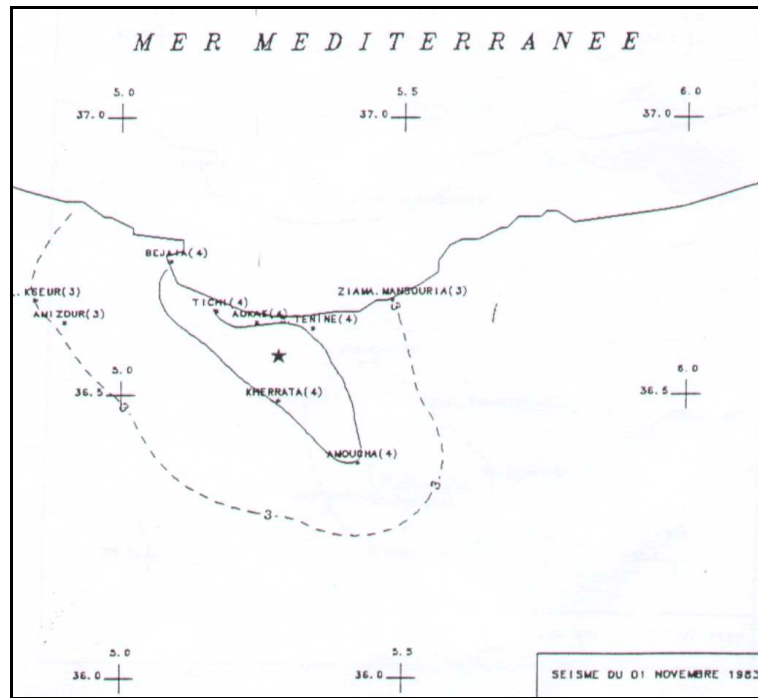 MER MEDITERRANEE
5.0 5.5 6.0
37.0 37.0 37.0
BEJAIA(4)
.KSEUR(3) ZIAMA.MANSOURIA(3)
TICHI(4)
AMIZOUR(3) AOKAS(4) TENINE(4)
3
5.0 6.0
36.5 KHERRATA(4) 36.5
3
AMOUCHA(4)
3.
-3.
5.0 5.5
36.0 36.0
SEISME DU 01 NOVEMBRE 1983